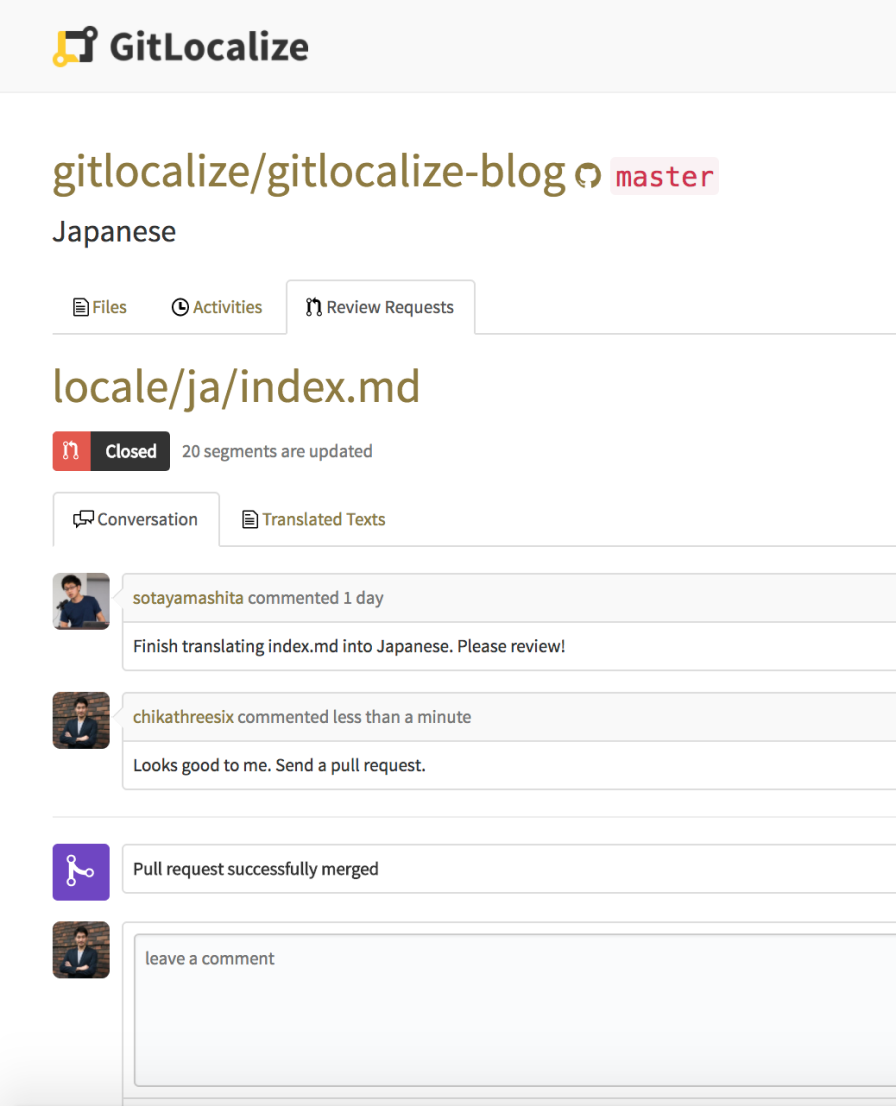 GitLocalize
gitlocalize/gitlocalize-blog master
Japanese
Files Activities Review Requests
locale/ja/index.md
Closed 20 segments are updated
Conversation Translated Texts
sotayamashita commented 1 day
Finish translating index.md into Japanese. Please review!
chikathreesix commented less than a minute
Looks good to me. Send a pull request.
Pull request successfully merged
leave a comment